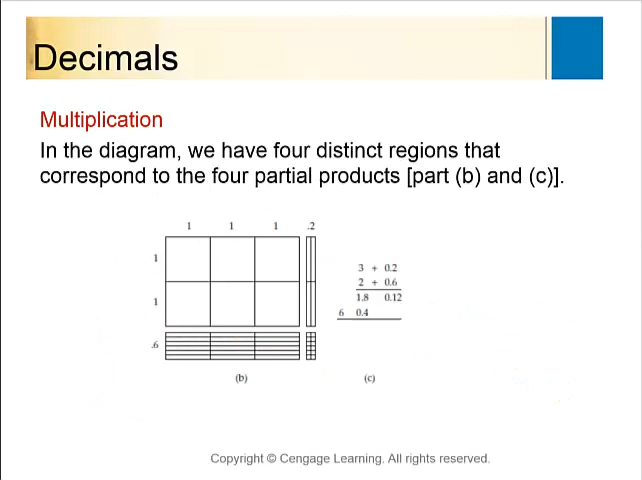 Decimals
Multiplication
In the diagram, we have four distinct regions that
correspond to the four partial products [part (b) and (c)].
1 1 1 .2
1
1
.6
(b)
3 + 0.2
2 + 0.6
1.8 0.12
6 0.4
(c)
Copyright © Cengage Learning. All rights reserved.